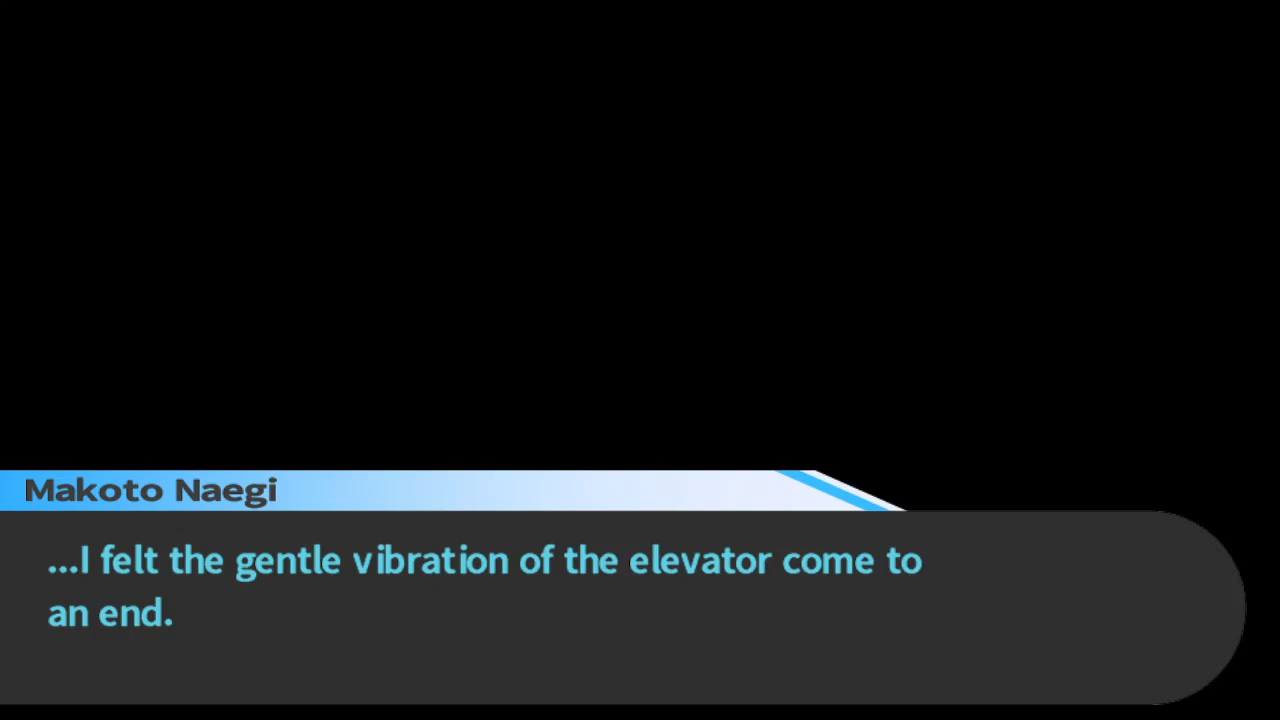 Makoto Naegi
...I felt the gentle vibration of the elevator come to
an end.